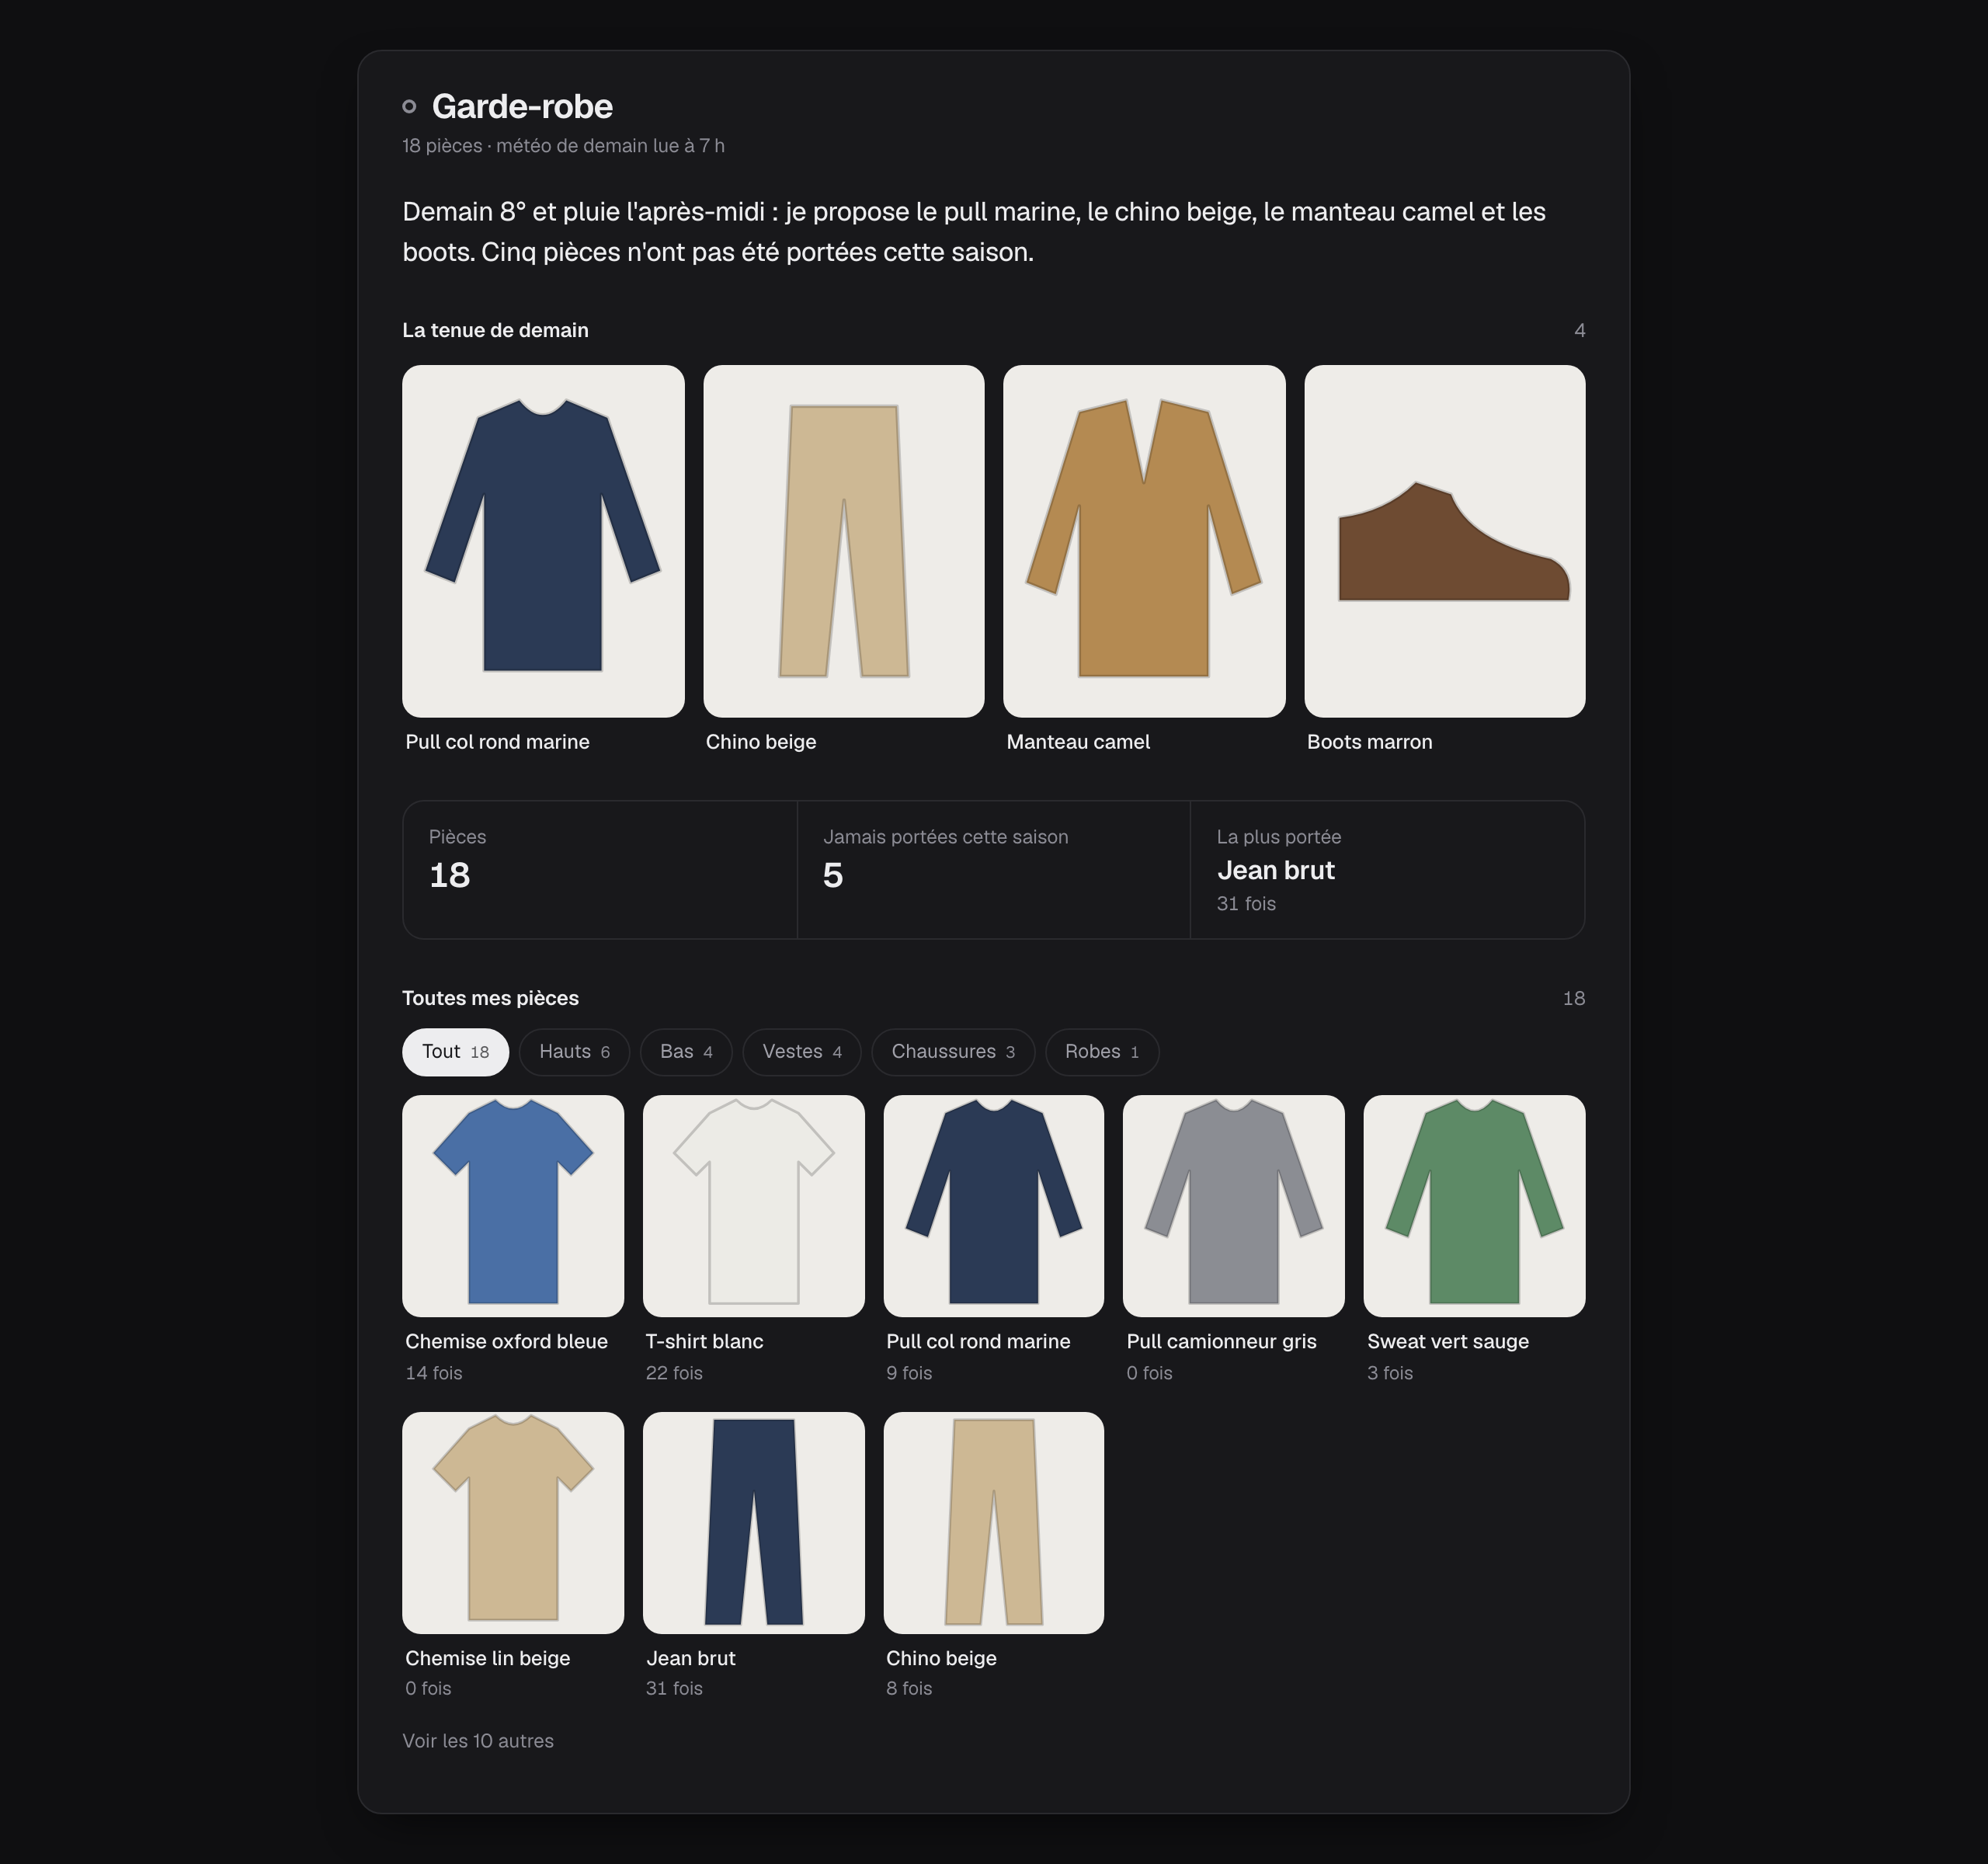 Garde-robe
18 pièces · météo de demain lue à 7 h
Demain 8° et pluie l'après-midi : je propose le pull marine, le chino beige, le manteau camel et les
boots. Cinq pièces n'ont pas été portées cette saison.
La tenue de demain
4
Pull col rond marine
Chino beige
Manteau camel
Boots marron
Pièces
18
Jamais portées cette saison
5
La plus portée
Jean brut
31 fois
Toutes mes pièces
18
Tout 18
Hauts 6
Bas 4
Vestes 4
Chaussures 3
Robes 1
Chemise oxford bleue
14 fois
T-shirt blanc
22 fois
Pull col rond marine
9 fois
Pull camionneur gris
0 fois
Sweat vert sauge
3 fois
Chemise lin beige
0 fois
Jean brut
31 fois
Chino beige
8 fois
Voir les 10 autres